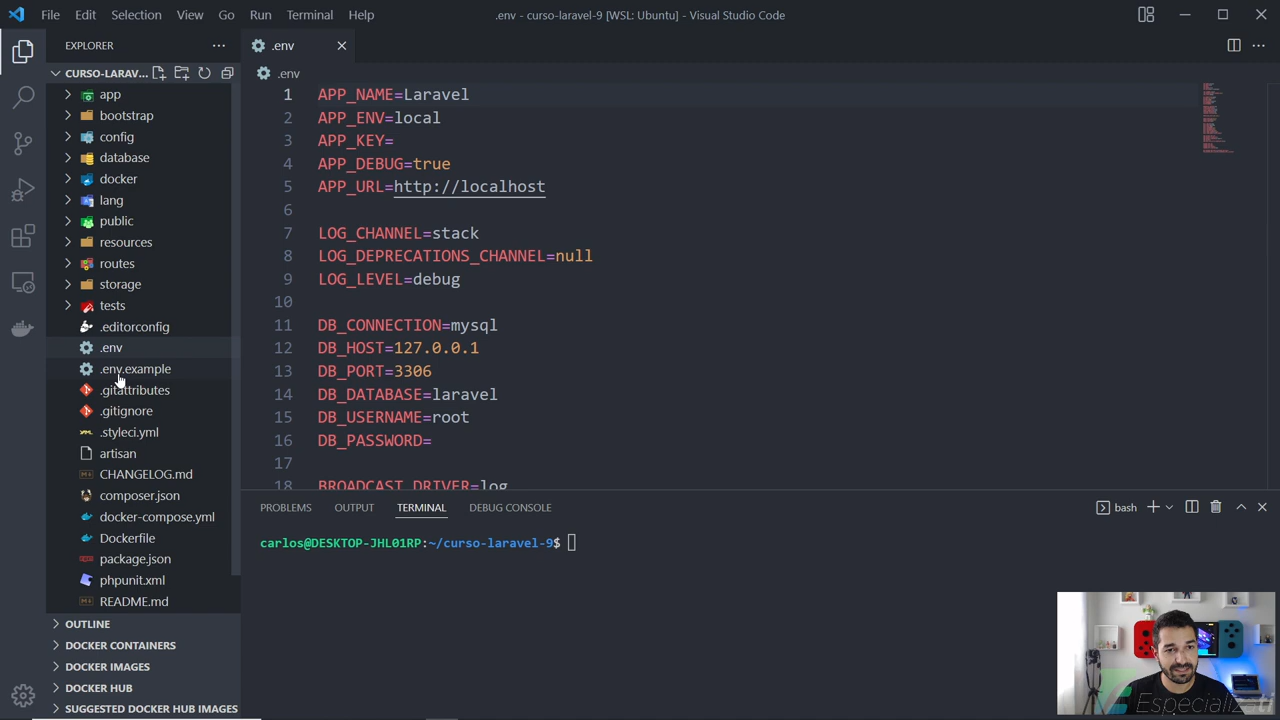 File Edit Selection View Go Run Terminal Help
.env - curso-laravel-9 [WSL: Ubuntu] - Visual Studio Code
EXPLORER
CURSO-LARAV...
app
bootstrap
config
database
docker
lang
public
resources
routes
storage
tests
.editorconfig
.env
.env.example
.gitattributes
.gitignore
.styleci.yml
artisan
CHANGELOG.md
composer.json
docker-compose.yml
Dockerfile
package.json
phpunit.xml
README.md
OUTLINE
DOCKER CONTAINERS
DOCKER IMAGES
DOCKER HUB
SUGGESTED DOCKER HUB IMAGES
.env
.env
1 APP_NAME=Laravel
2 APP_ENV=local
3 APP_KEY=
4 APP_DEBUG=true
5 APP_URL=http://localhost
6
7 LOG_CHANNEL=stack
8 LOG_DEPRECATIONS_CHANNEL=null
9 LOG_LEVEL=debug
10
11 DB_CONNECTION=mysql
12 DB_HOST=127.0.0.1
13 DB_PORT=3306
14 DB_DATABASE=laravel
15 DB_USERNAME=root
16 DB_PASSWORD=
17
18 BROADCAST_DRIVER=log
PROBLEMS OUTPUT TERMINAL DEBUG CONSOLE
bash
carlos@DESKTOP-JHL01RP:~/curso-laravel-9$
Especializati